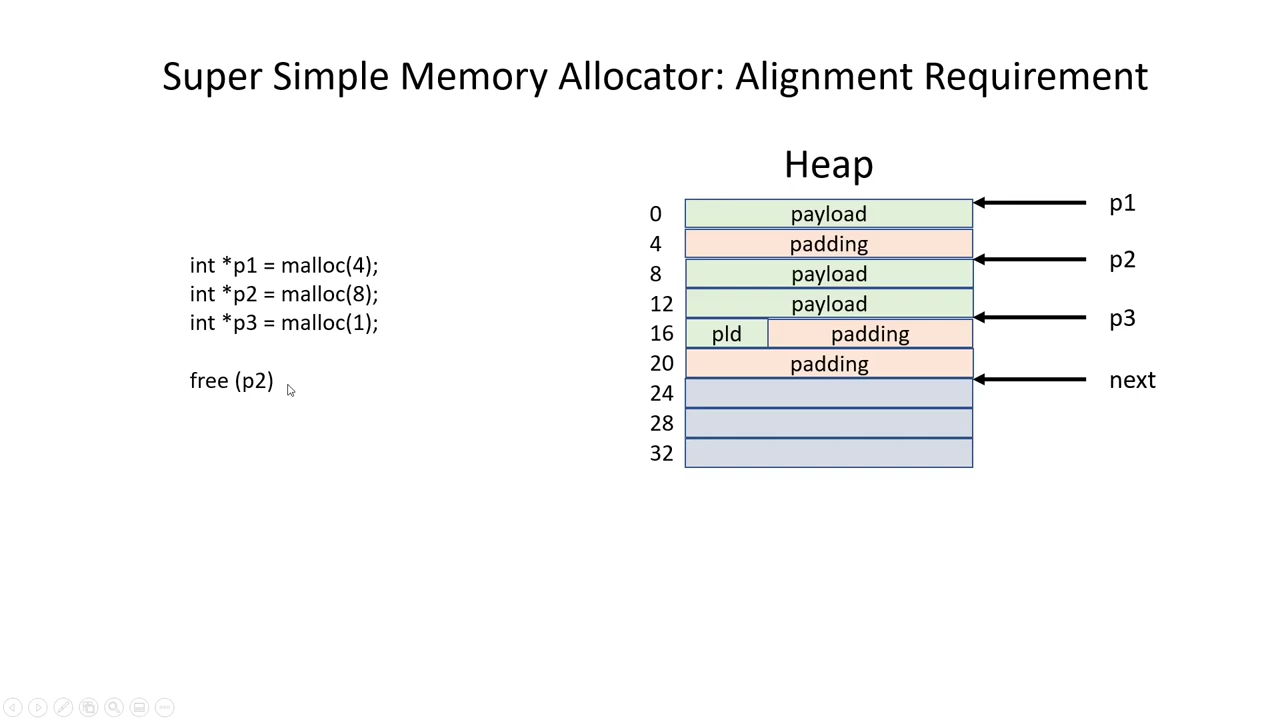 Super Simple Memory Allocator: Alignment Requirement
Heap
int *p1 = malloc(4);
int *p2 = malloc(8);
int *p3 = malloc(1);
free (p2)
0 payload p1
4 padding
8 payload p2
12 payload
16 pld padding p3
20 padding
24 next
28
32